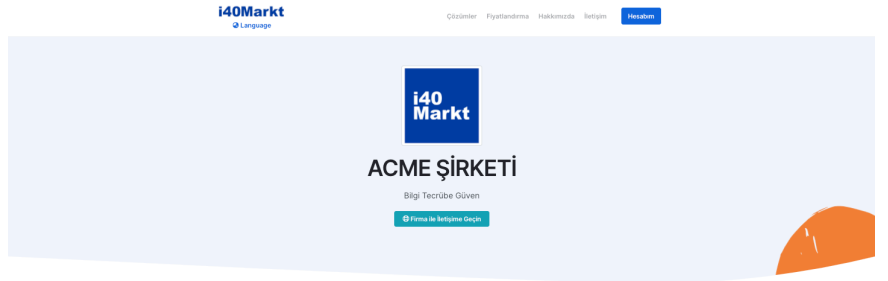 i40Markt
Language
Çözümler Fiyatlandırma Hakkımızda İletişim Hesabım
i40
Markt
ACME ŞİRKETİ
Bilgi Tecrübe Güven
Firma ile İletişime Geçin